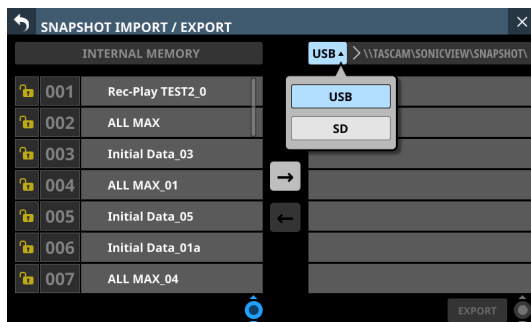 SNAPSHOT IMPORT / EXPORT
INTERNAL MEMORY
USB \\TASCAM\SONICVIEW\SNAPSHOT\
USB
SD
001 Rec-Play TEST2_0
002 ALL MAX
003 Initial Data_03
004 ALL MAX_01
005 Initial Data_05
006 Initial Data_01a
007 ALL MAX_04
EXPORT